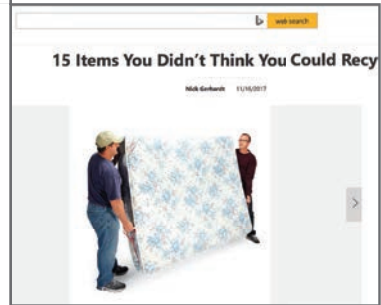 web search
15 Items You Didn't Think You Could Recy
Nick Gerhardt 11/16/2017